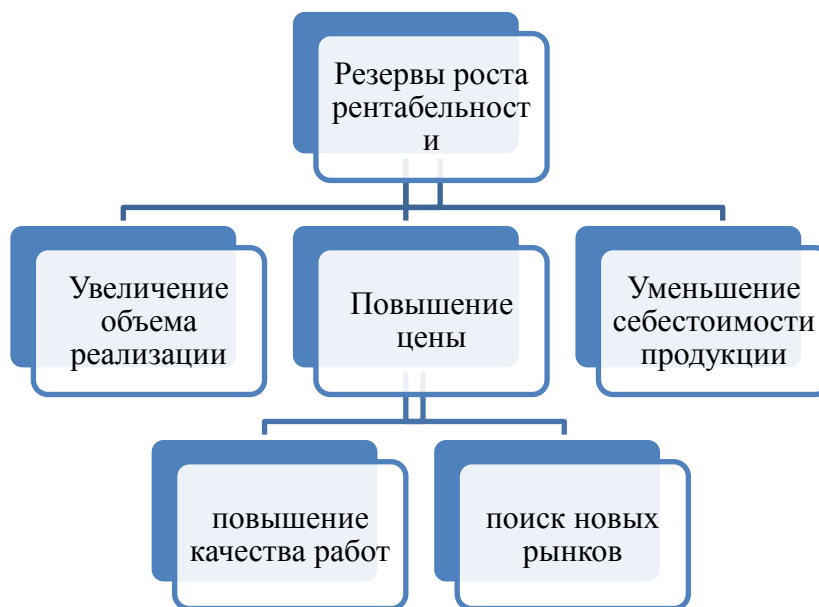 Резервы роста
рентабельност
и
Увеличение
объема
реализации
Повышение
цены
Уменьшение
себестоимости
продукции
повышение
качества работ
поиск новых
рынков